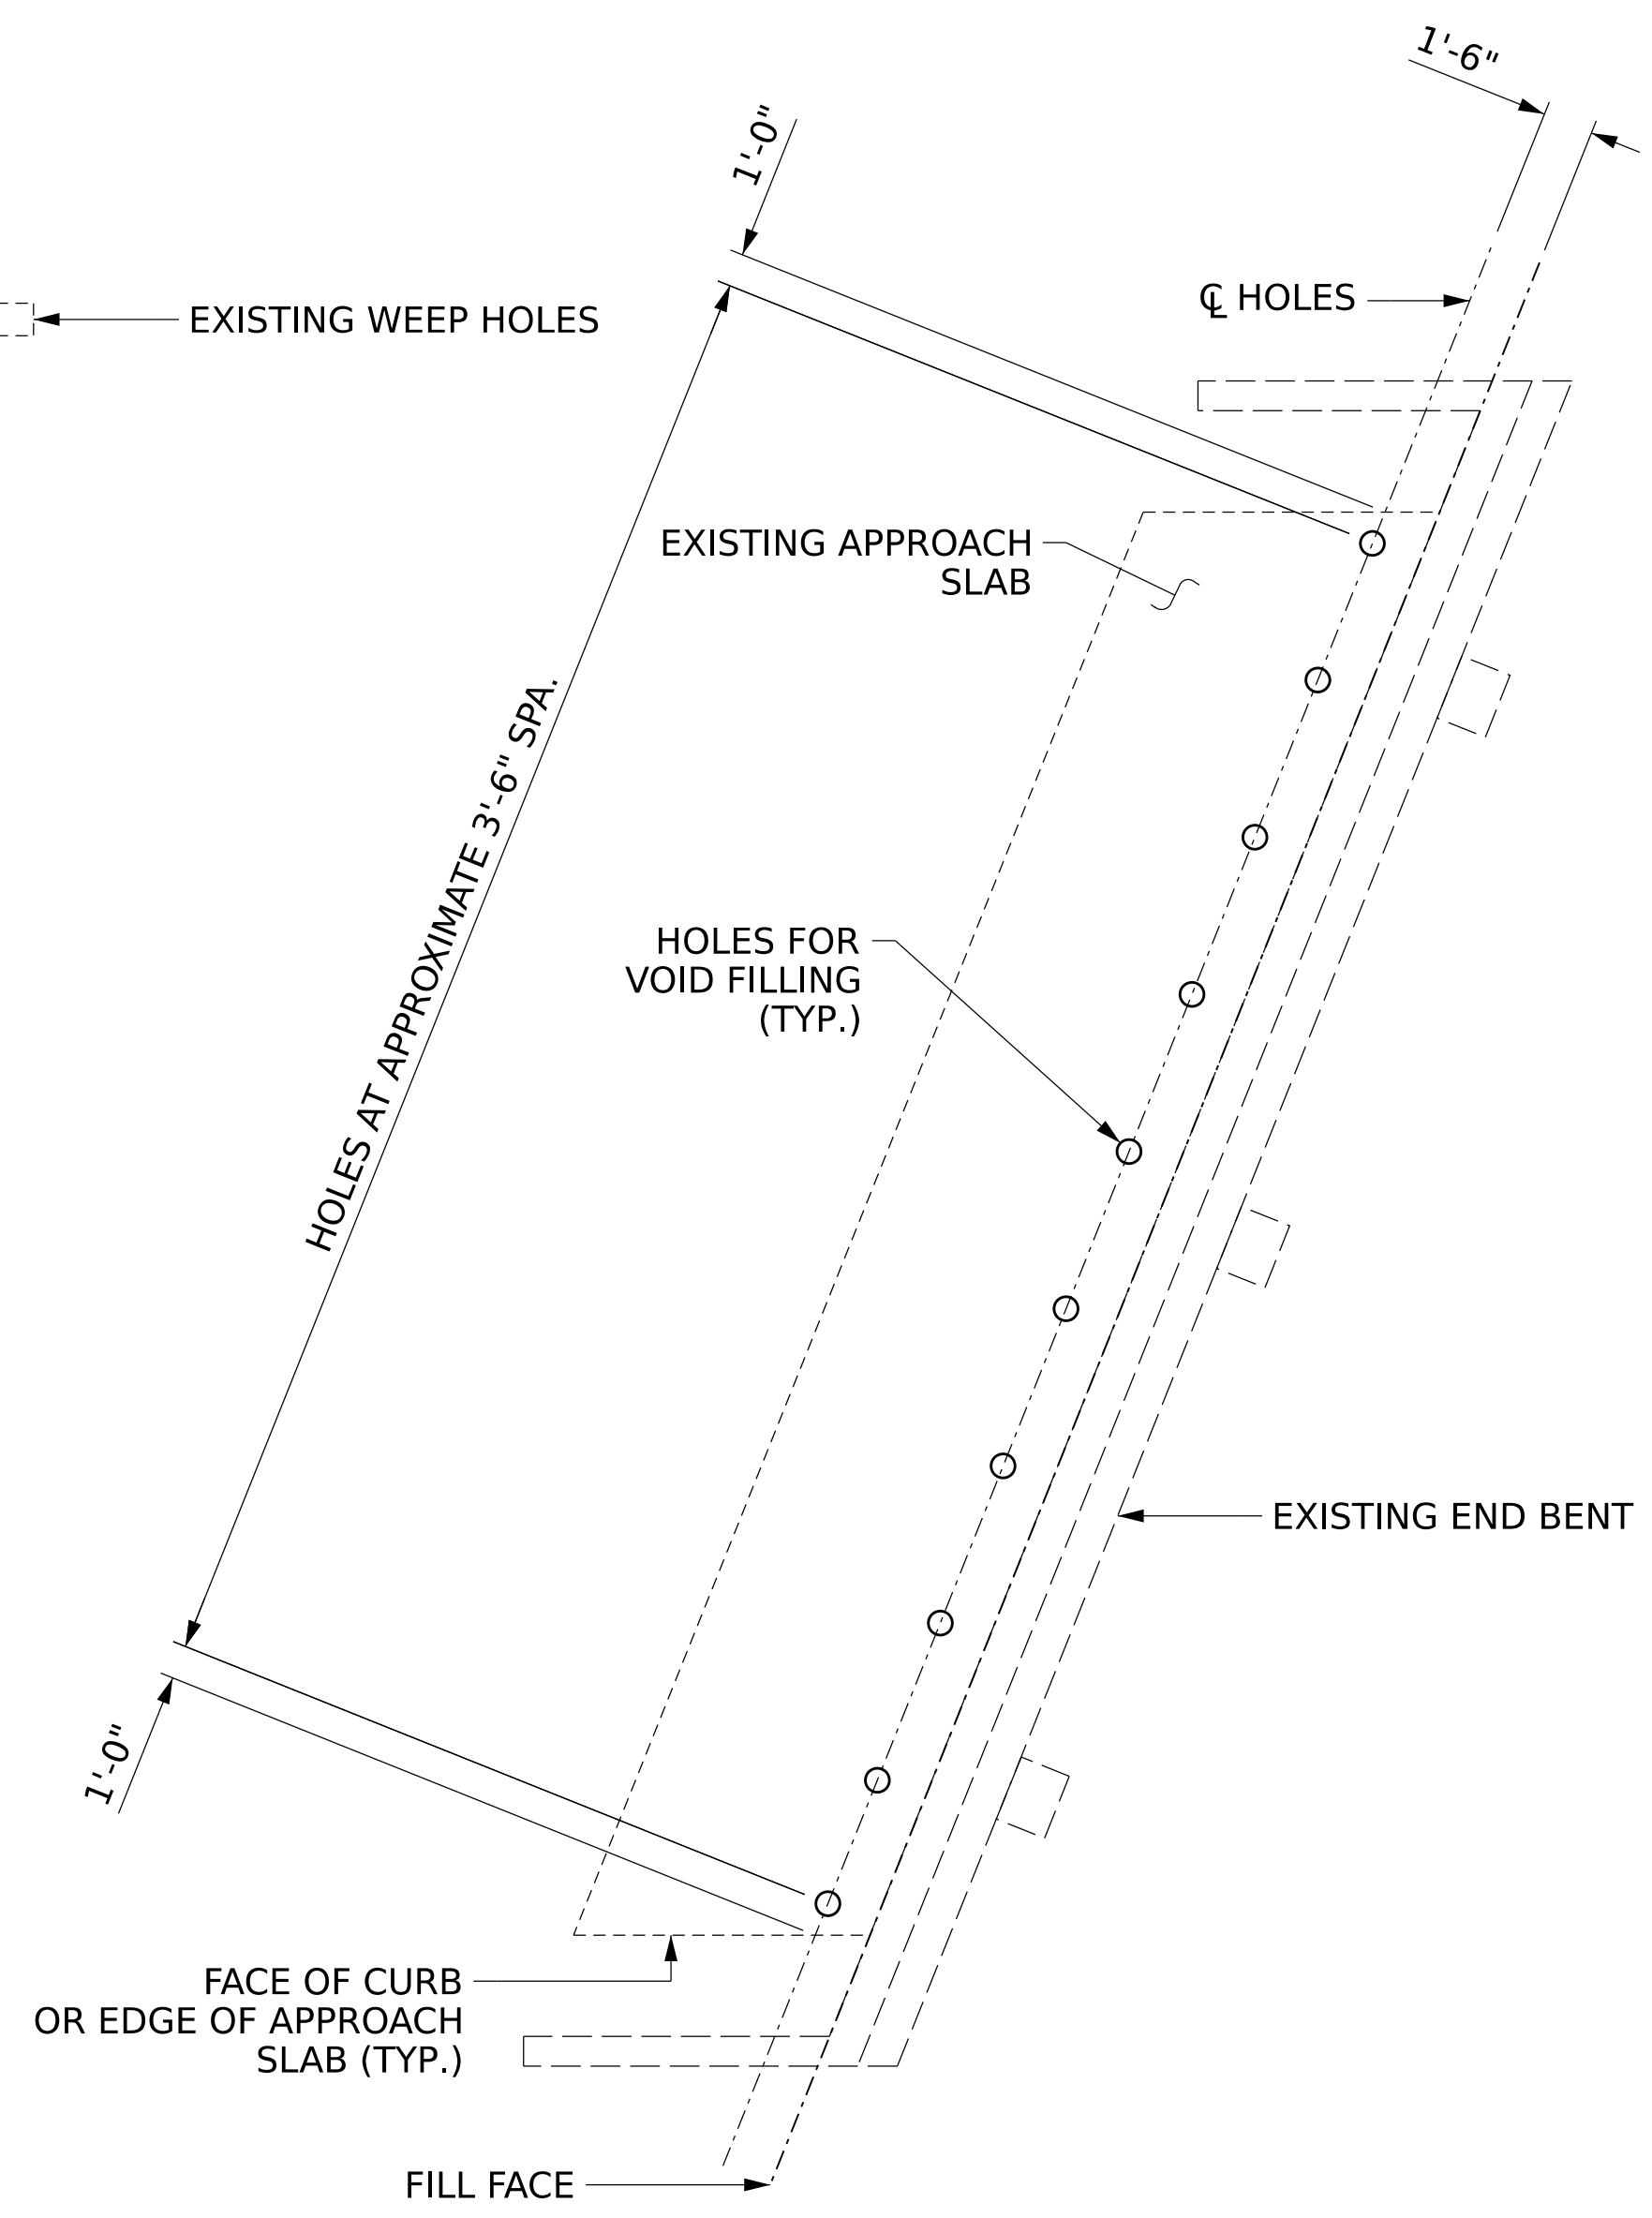 1'-6"
1'-0"
℄ HOLES
EXISTING WEEP HOLES
EXISTING APPROACH
SLAB
HOLES AT APPROXIMATE 3'-6" SPA.
HOLES FOR
VOID FILLING
(TYP.)
EXISTING END BENT
1'-0"
FACE OF CURB
OR EDGE OF APPROACH
SLAB (TYP.)
FILL FACE